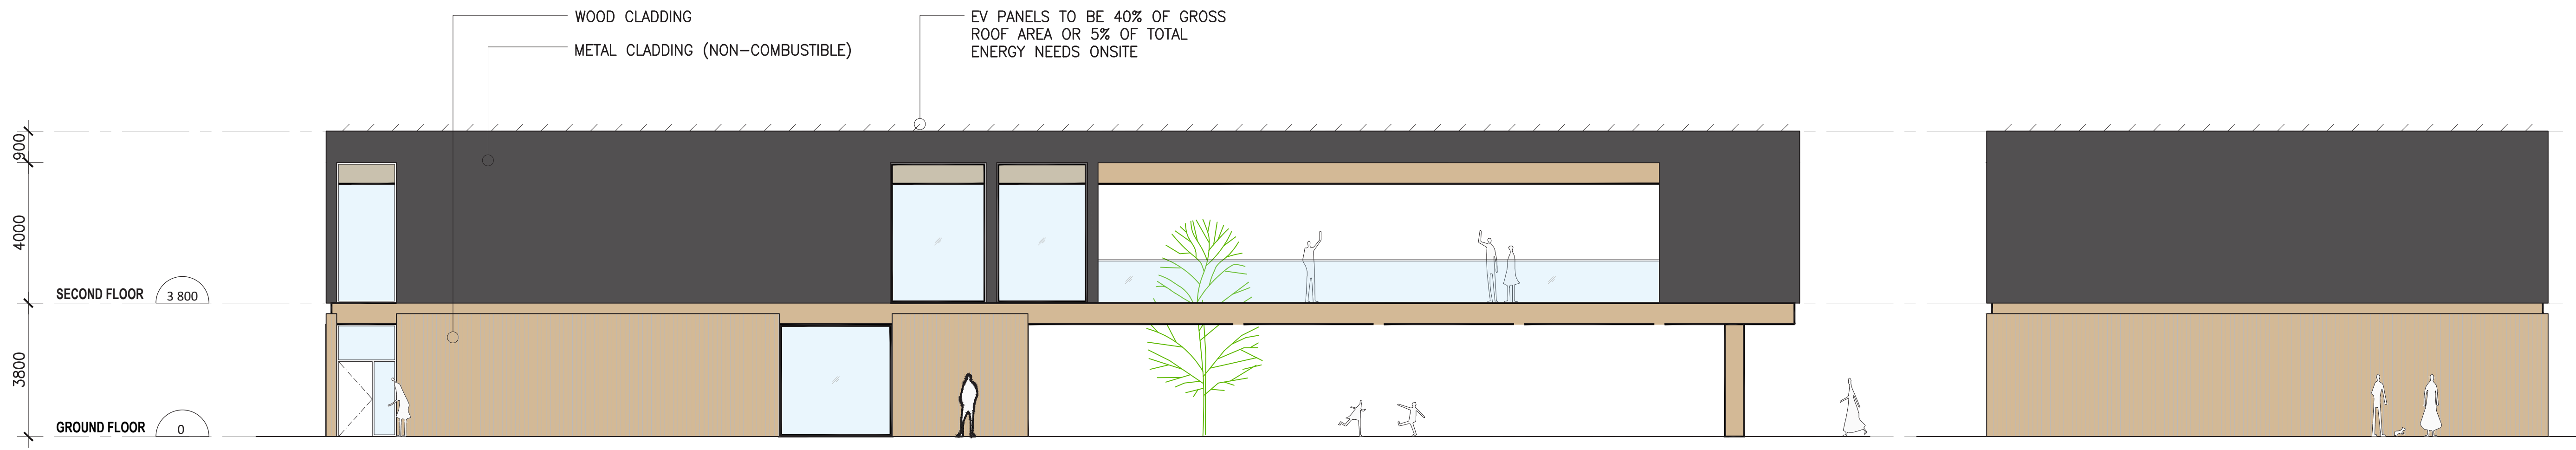 WOOD CLADDING
METAL CLADDING (NON-COMBUSTIBLE)
EV PANELS TO BE 40% OF GROSS
ROOF AREA OR 5% OF TOTAL
ENERGY NEEDS ONSITE
900
4000
SECOND FLOOR 3 800
3800
GROUND FLOOR 0